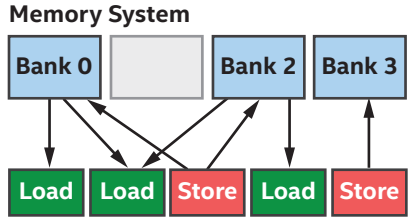 Memory System
Bank 0 Bank 2 Bank 3
Load Load Store Load Store